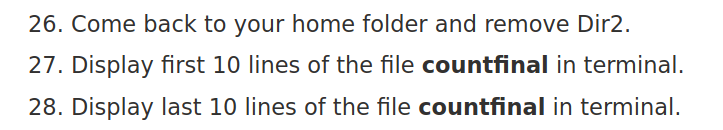 26. Come back to your home folder and remove Dir2.
27. Display first 10 lines of the file countfinal in terminal.
28. Display last 10 lines of the file countfinal in terminal.